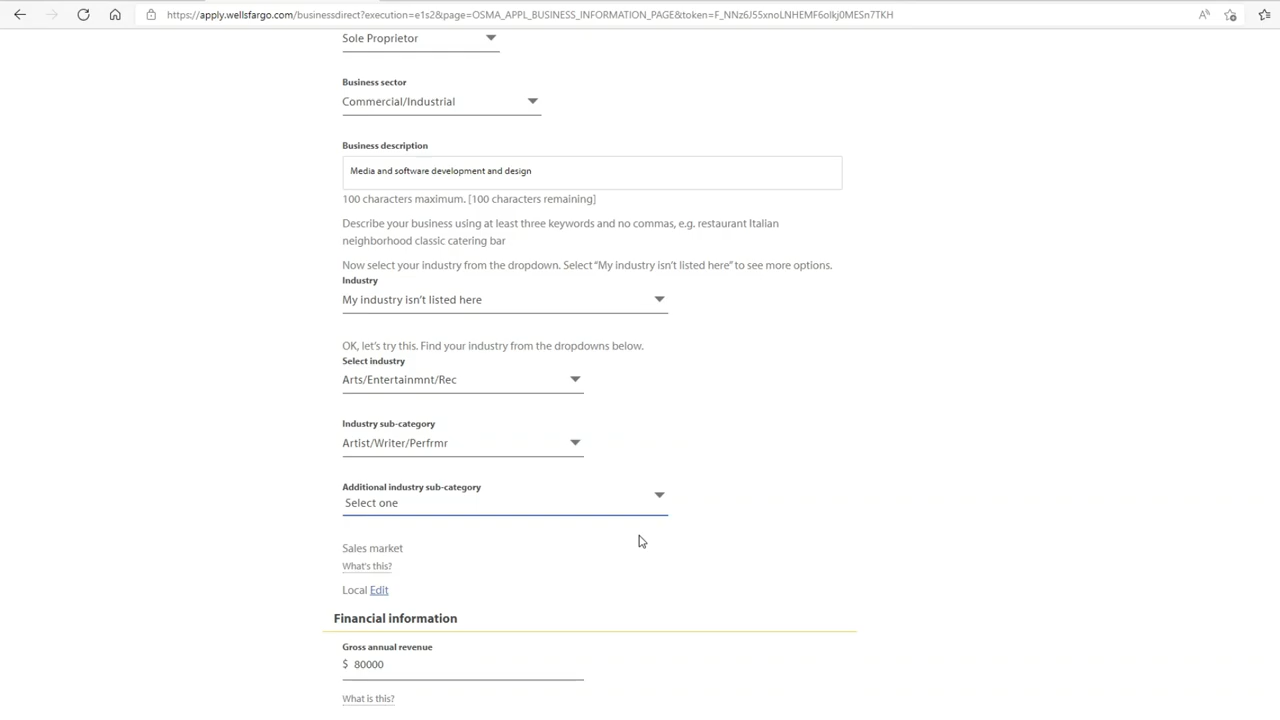 https://apply.wellsfargo.com/businessdirect?execution=e1s2&page=OSMA_APPL_BUSINESS_INFORMATION_PAGE&token=F_NNz6J55xnoLNHEMF6olkj0MESn7TKH
Sole Proprietor
Business sector
Commercial/Industrial
Business description
Media and software development and design
100 characters maximum. [100 characters remaining]
Describe your business using at least three keywords and no commas, e.g. restaurant Italian
neighborhood classic catering bar
Now select your industry from the dropdown. Select “My industry isn’t listed here” to see more options.
Industry
My industry isn’t listed here
OK, let’s try this. Find your industry from the dropdowns below.
Select industry
Arts/Entertainmnt/Rec
Industry sub-category
Artist/Writer/Perfrmr
Additional industry sub-category
Select one
Sales market
What's this?
Local Edit
Financial information
Gross annual revenue
$ 80000
What is this?